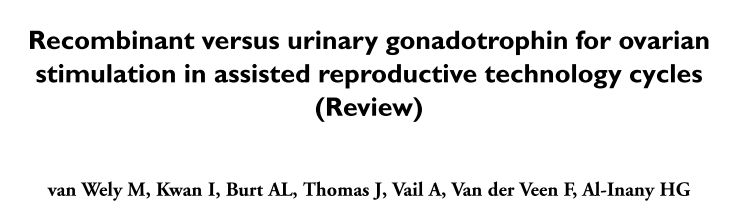 Recombinant versus urinary gonadotrophin for ovarian
stimulation in assisted reproductive technology cycles
(Review)
van Wely M, Kwan I, Burt AL, Thomas J, Vail A, Van der Veen F, Al-Inany HG